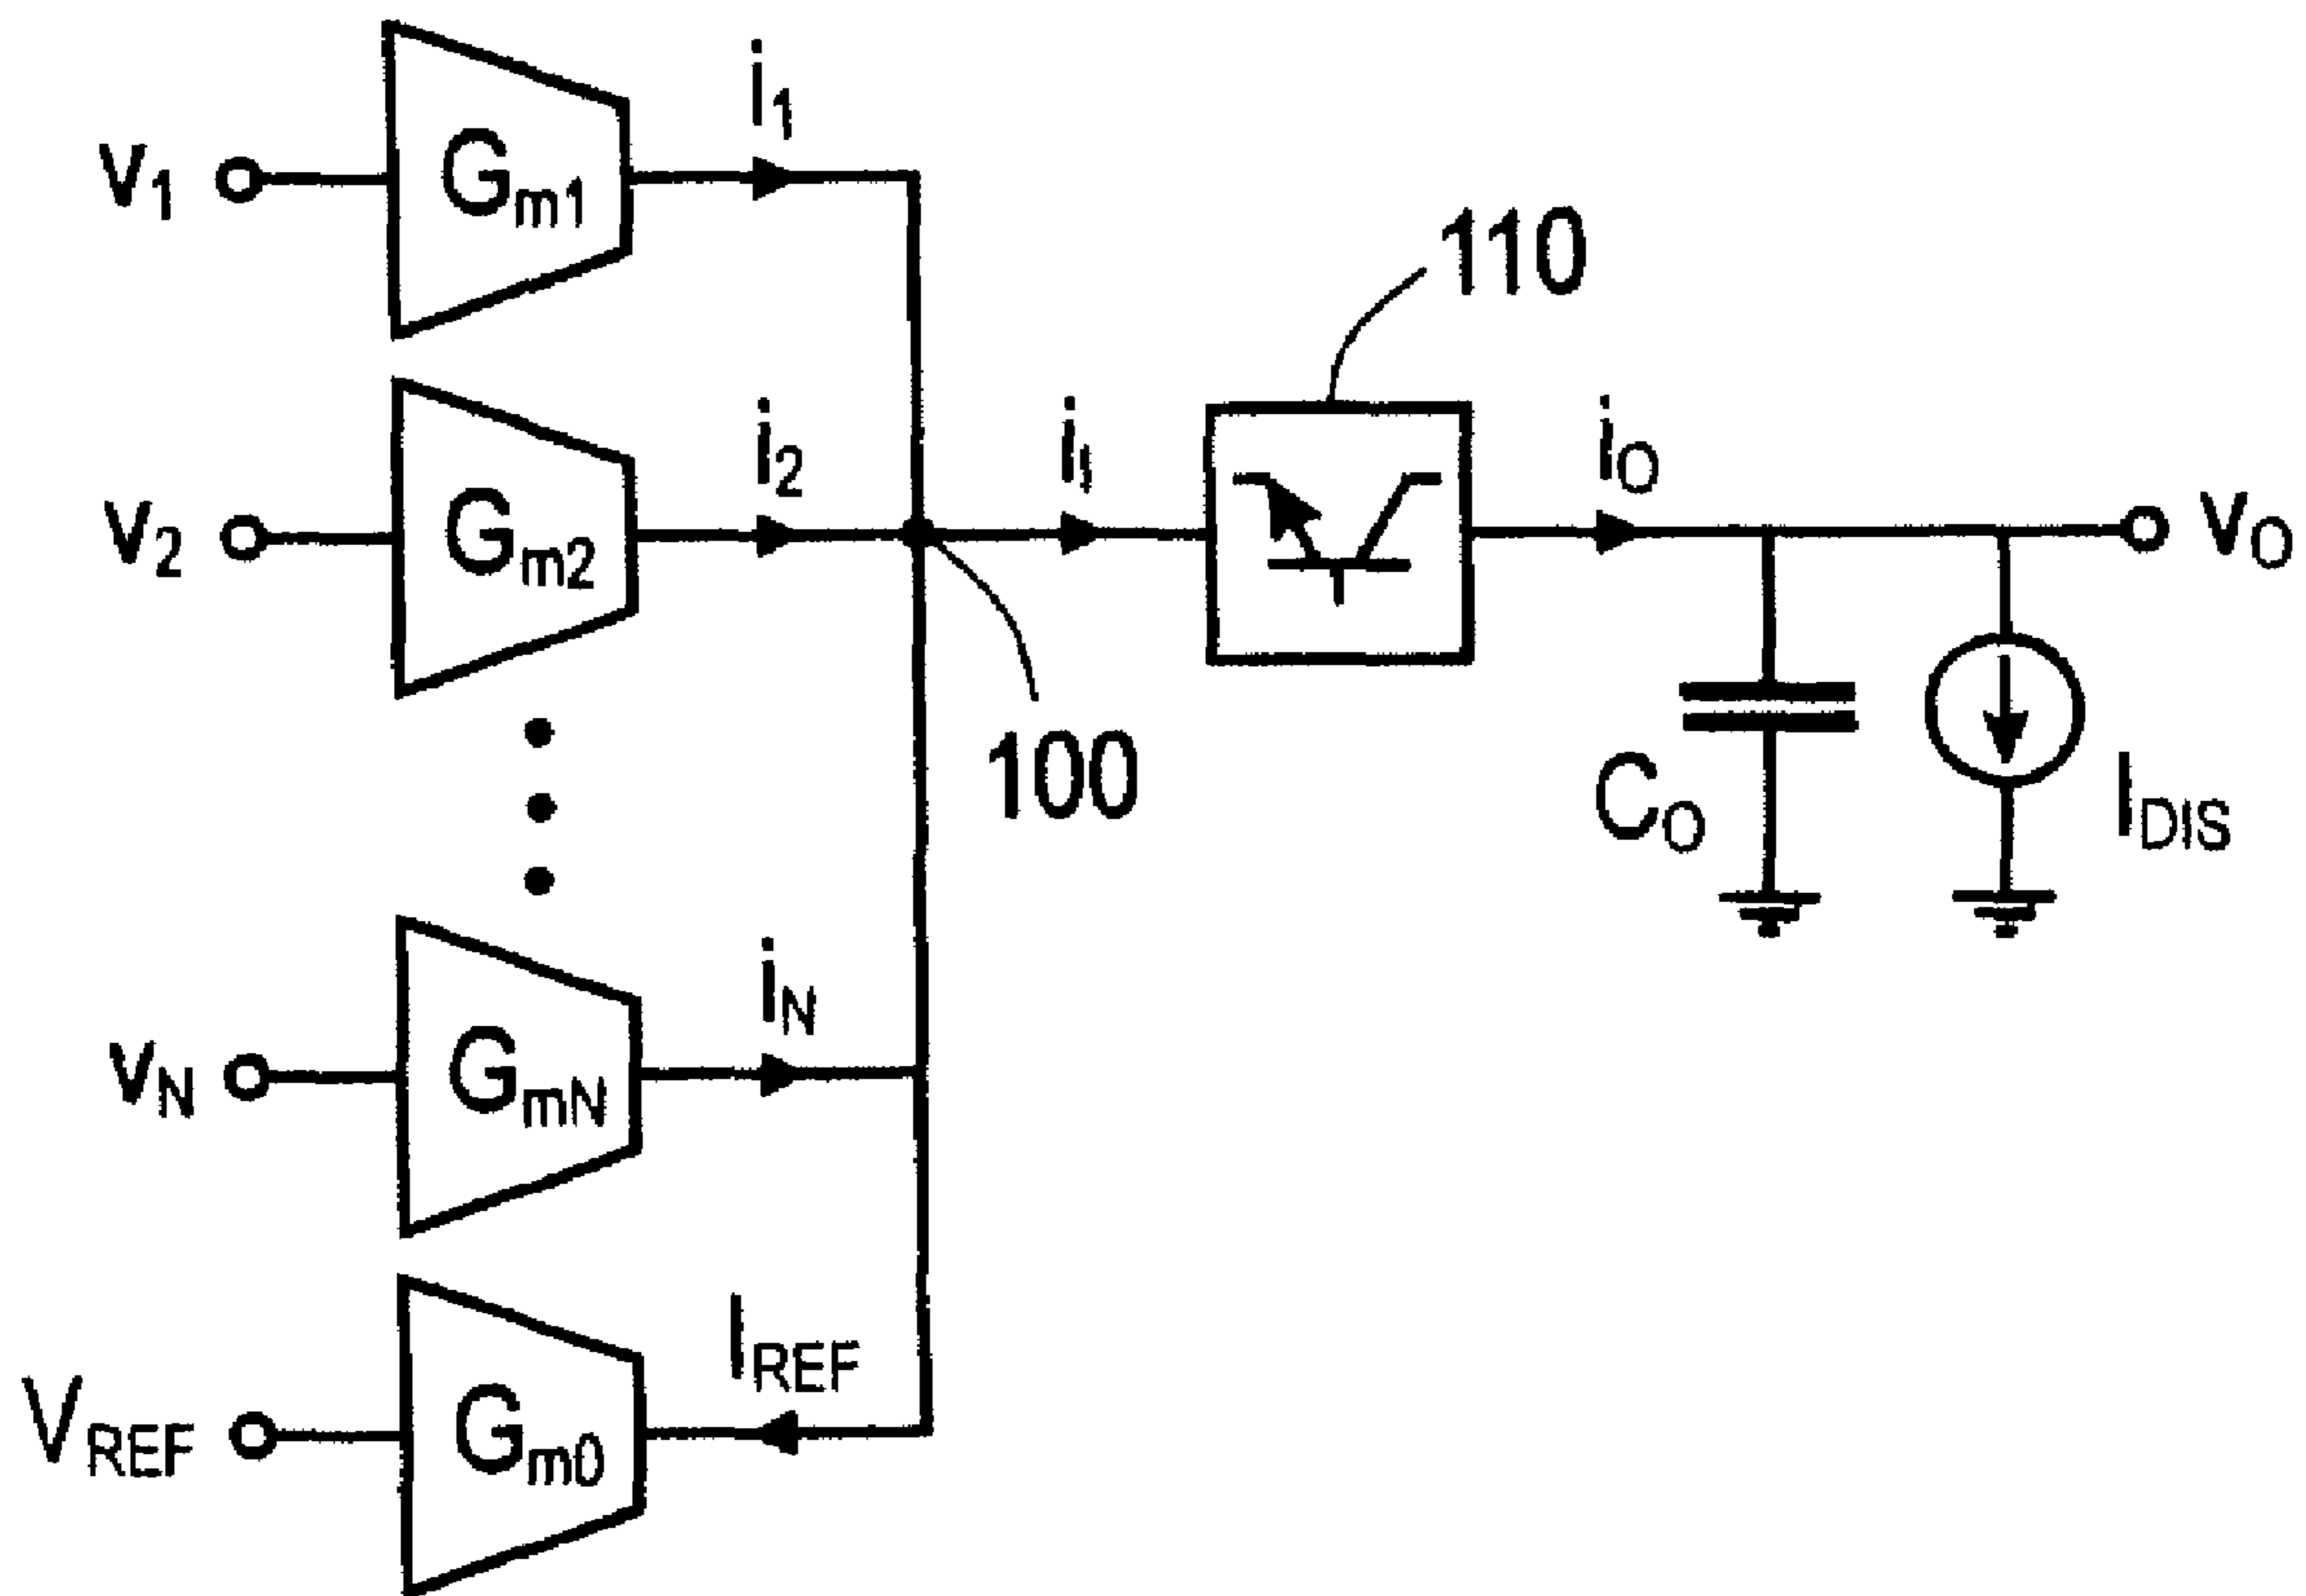 v1
Gm1
i1
110
v2
Gm2
i2
iI
iO
vO
100
CO
IDIS
vN
GmN
iN
VREF
Gm0
IREF